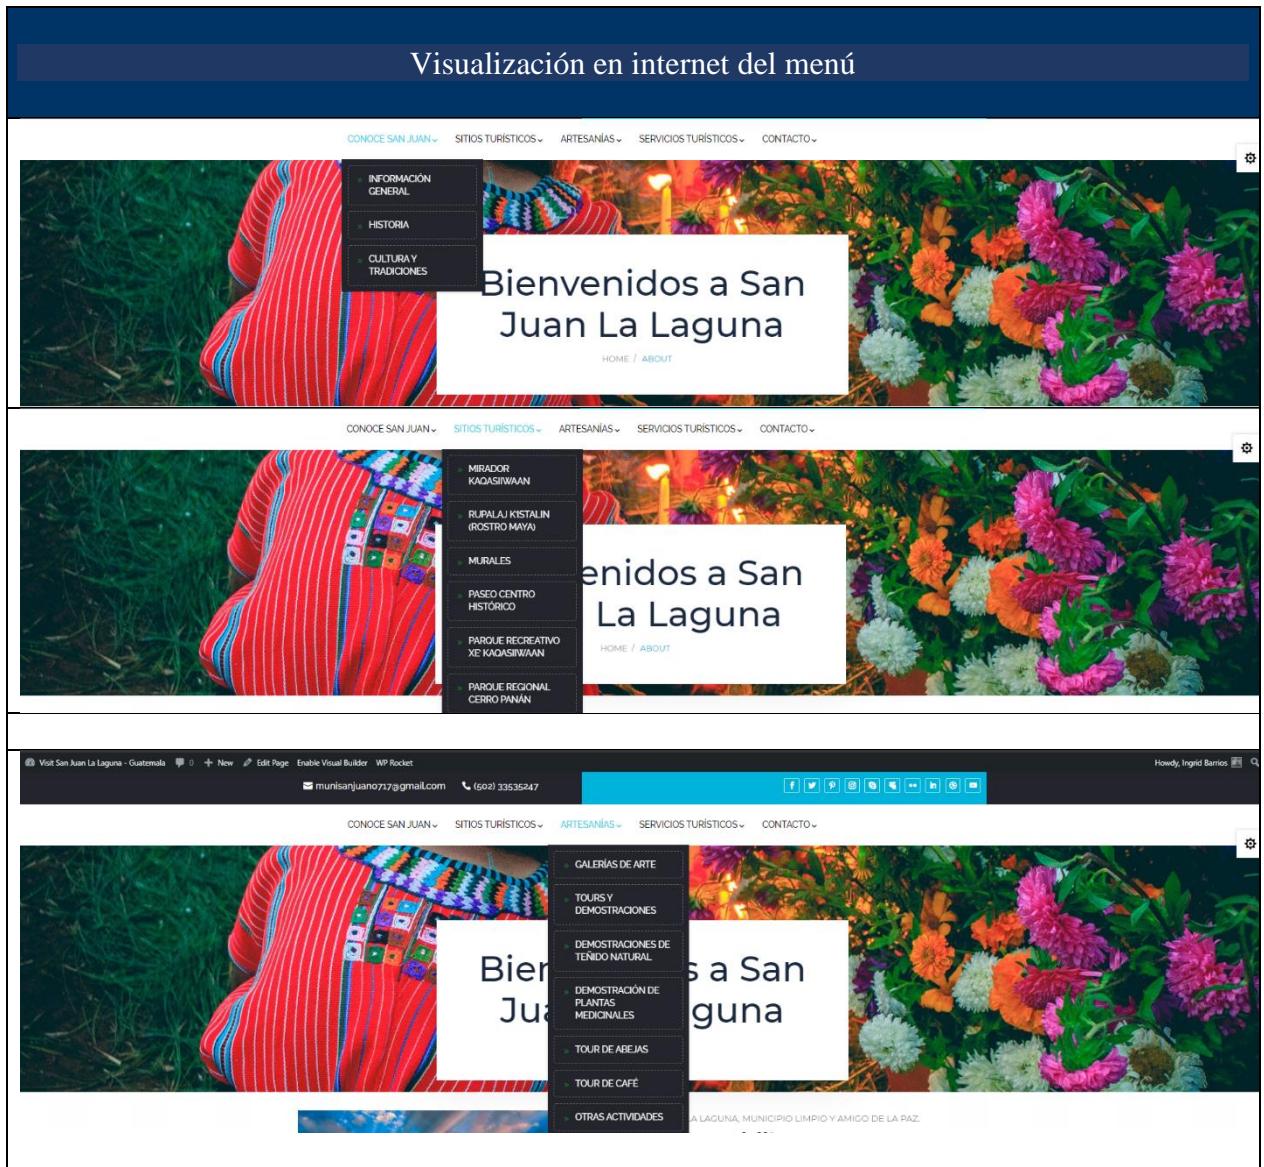 Visualización en internet del menú
CONOCE SAN JUAN SITIOS TURÍSTICOS ARTESANÍAS SERVICIOS TURÍSTICOS CONTACTO
INFORMACIÓN
GENERAL
HISTORIA
CULTURA Y
TRADICIONES
Bienvenidos a San
Juan La Laguna
HOME / ABOUT
CONOCE SAN JUAN SITIOS TURÍSTICOS ARTESANÍAS SERVICIOS TURÍSTICOS CONTACTO
MIRADOR
KAQASIIWAAN
RUPALAJ K'ISTALIN
(ROSTRO MAYA)
MURALES
PASEO CENTRO
HISTÓRICO
PARQUE RECREATIVO
XE' KAQASIIWAAN
PARQUE REGIONAL
CERRO PANÁN
enidos a San
La Laguna
HOME / ABOUT
Visit San Juan La Laguna - Guatemala 0 + New Edit Page Enable Visual Builder WP Rocket Howdy, Ingrid Barrios
munisanjuano717@gmail.com (502) 33535247
CONOCE SAN JUAN SITIOS TURÍSTICOS ARTESANÍAS SERVICIOS TURÍSTICOS CONTACTO
GALERÍAS DE ARTE
TOURS Y
DEMOSTRACIONES
DEMOSTRACIONES DE
TEÑIDO NATURAL
DEMOSTRACIÓN DE
PLANTAS
MEDICINALES
TOUR DE ABEJAS
TOUR DE CAFÉ
OTRAS ACTIVIDADES
Bien s a San
Jua guna
LA LAGUNA, MUNICIPIO LIMPIO Y AMIGO DE LA PAZ.